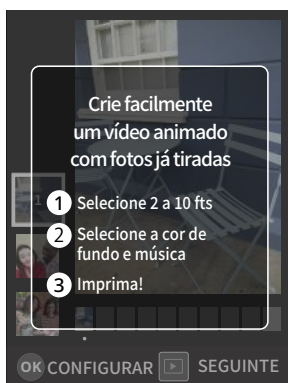 Crie facilmente
um vídeo animado
com fotos já tiradas
1 Selecione 2 a 10 fts
2 Selecione a cor de
fundo e música
3 Imprima!
OK CONFIGURAR SEGUINTE